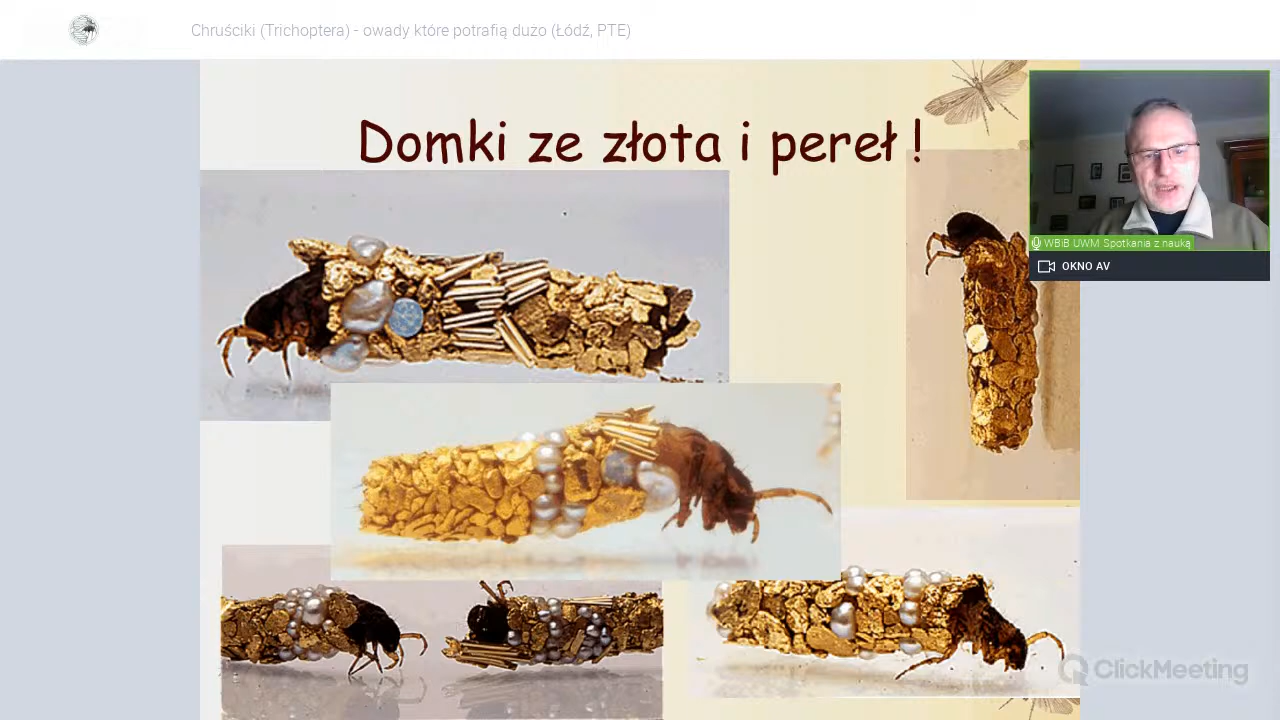 Chruściki (Trichoptera) - owady które potrafią dużo (Łódź, PTE)
Domki ze złota i pereł !
WBiB UWM Spotkania z nauką
OKNO AV
ClickMeeting